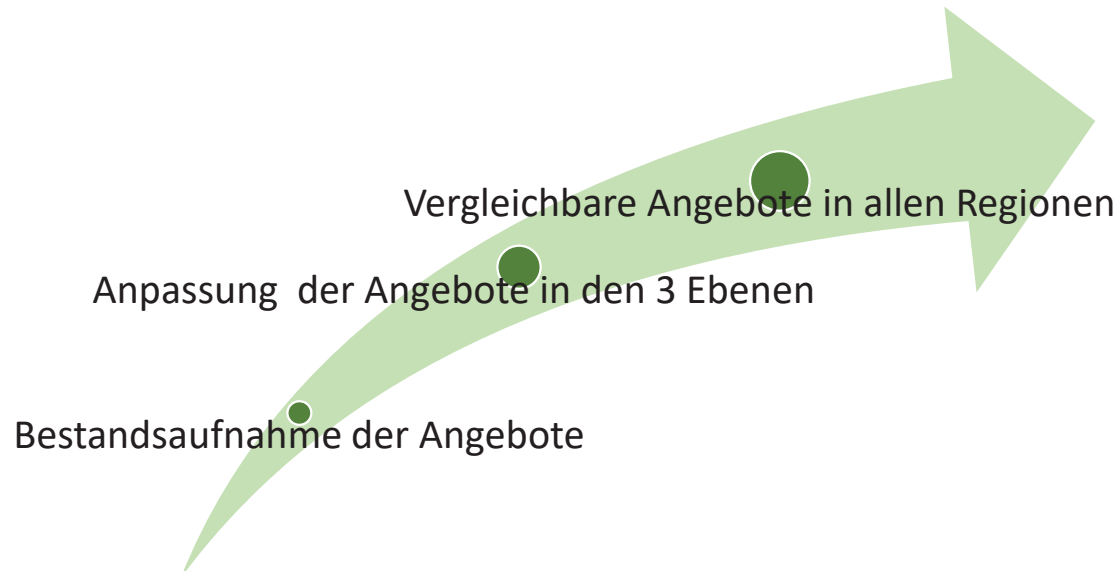 Vergleichbare Angebote in allen Regionen
Anpassung  der Angebote in den 3 Ebenen
Bestandsaufnahme der Angebote